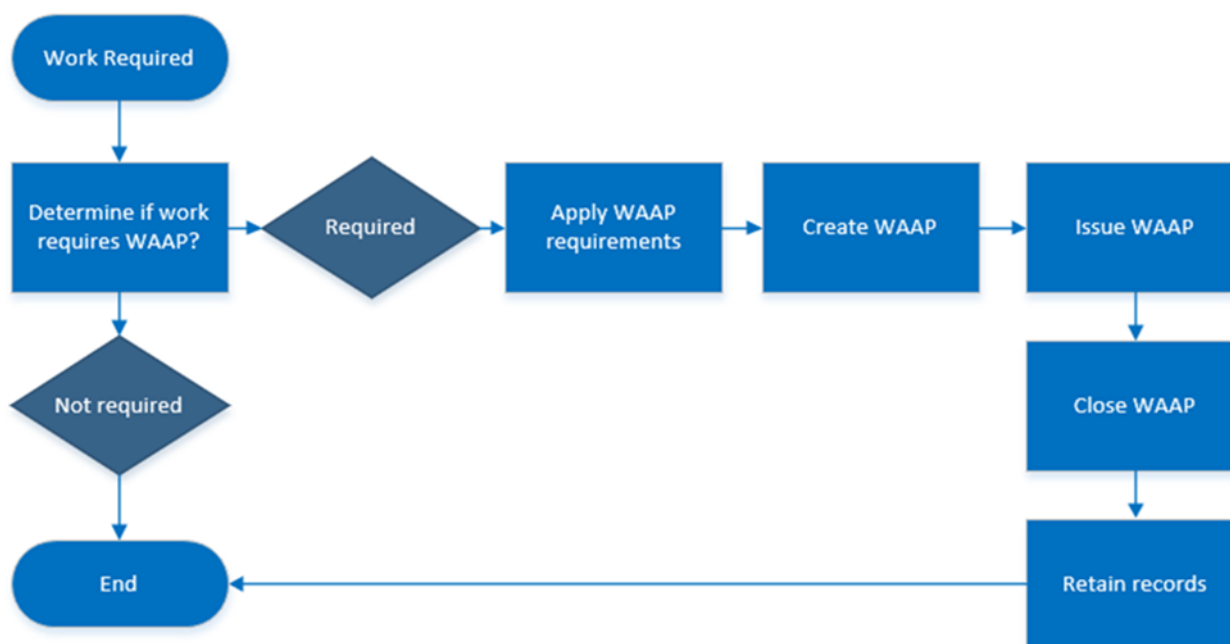 Work Required
Determine if work
requires WAAP?
Required
Apply WAAP
requirements
Create WAAP
Issue WAAP
Not required
Close WAAP
End
Retain records